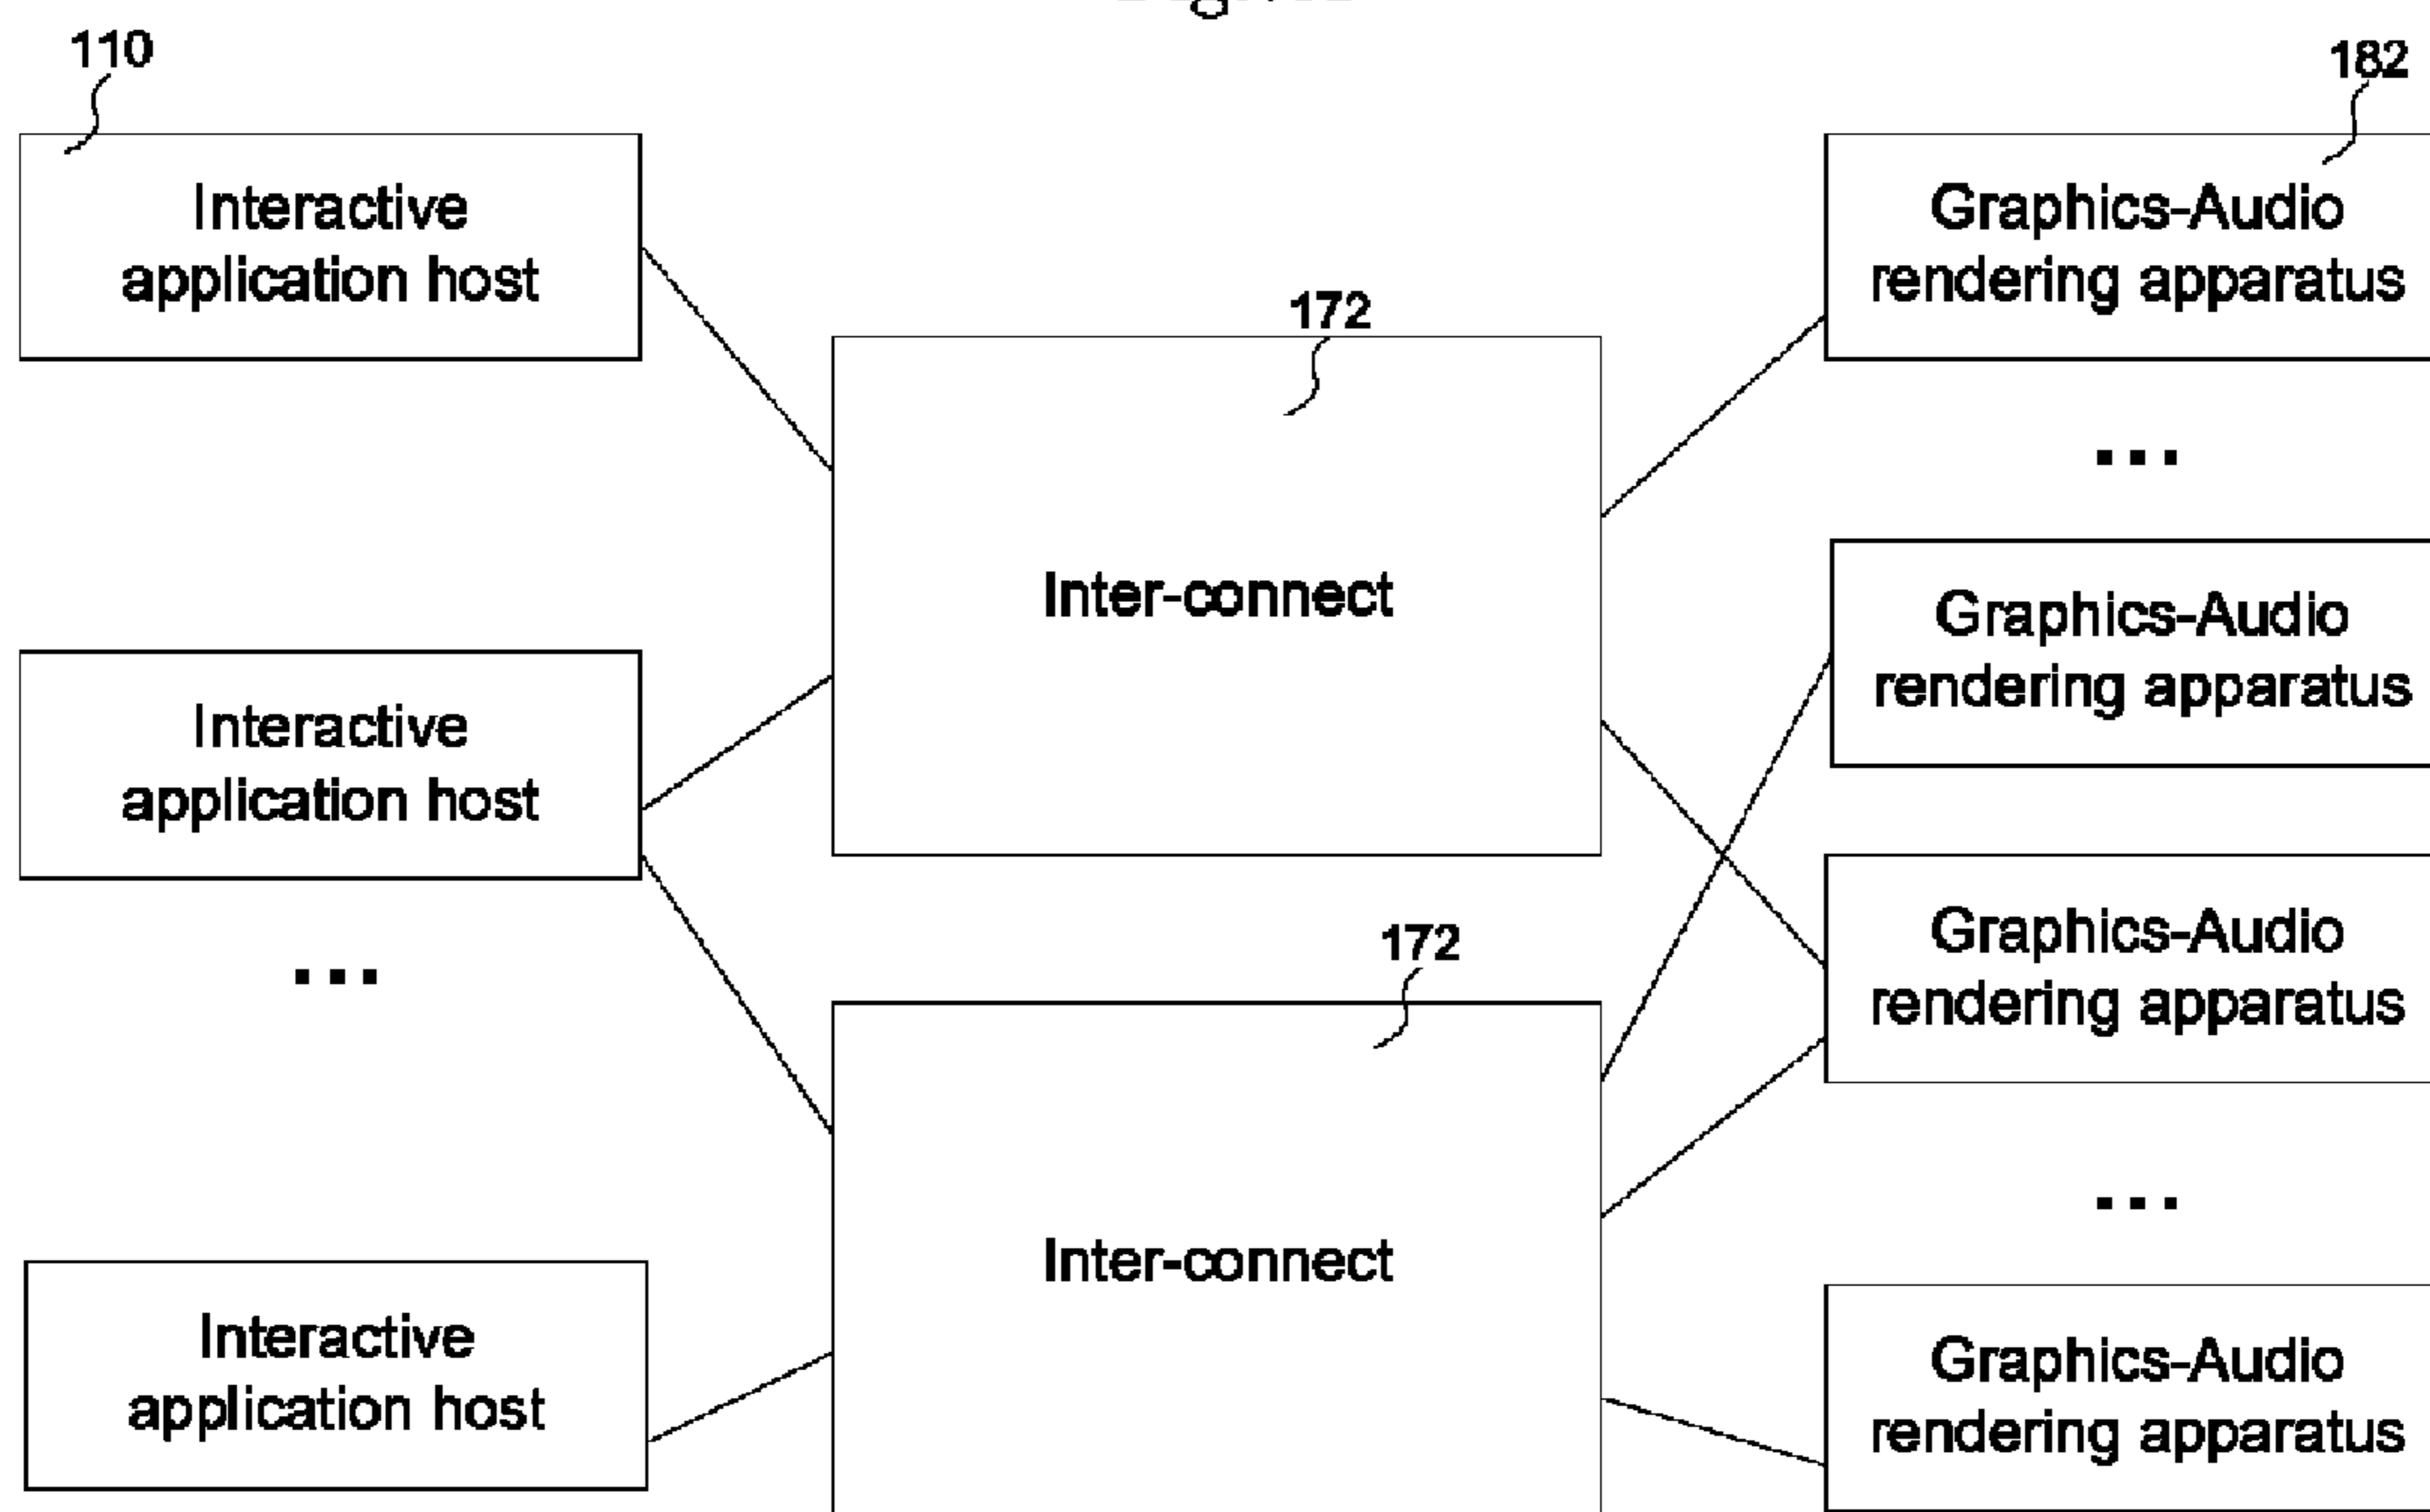 110
182
Interactive
application host
Graphics-Audio
rendering apparatus
172
Inter-connect
...
Graphics-Audio
rendering apparatus
Interactive
application host
...
172
Graphics-Audio
rendering apparatus
Inter-connect
...
Interactive
application host
Graphics-Audio
rendering apparatus